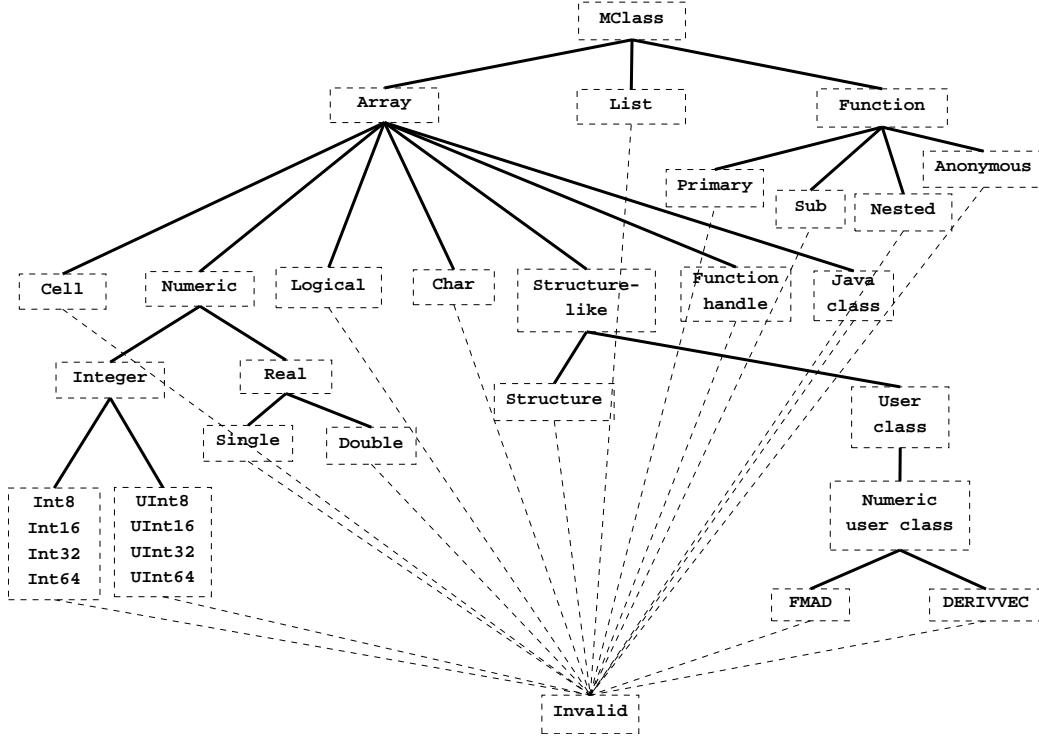 MClass
Array
List
Function
Primary
Sub
Nested
Anonymous
Cell
Numeric
Logical
Char
Structure-
like
Function
handle
Java
class
Integer
Real
Structure
User
class
Single
Double
Int8
Int16
Int32
Int64
UInt8
UInt16
UInt32
UInt64
Numeric
user class
FMAD
DERIVVEC
Invalid